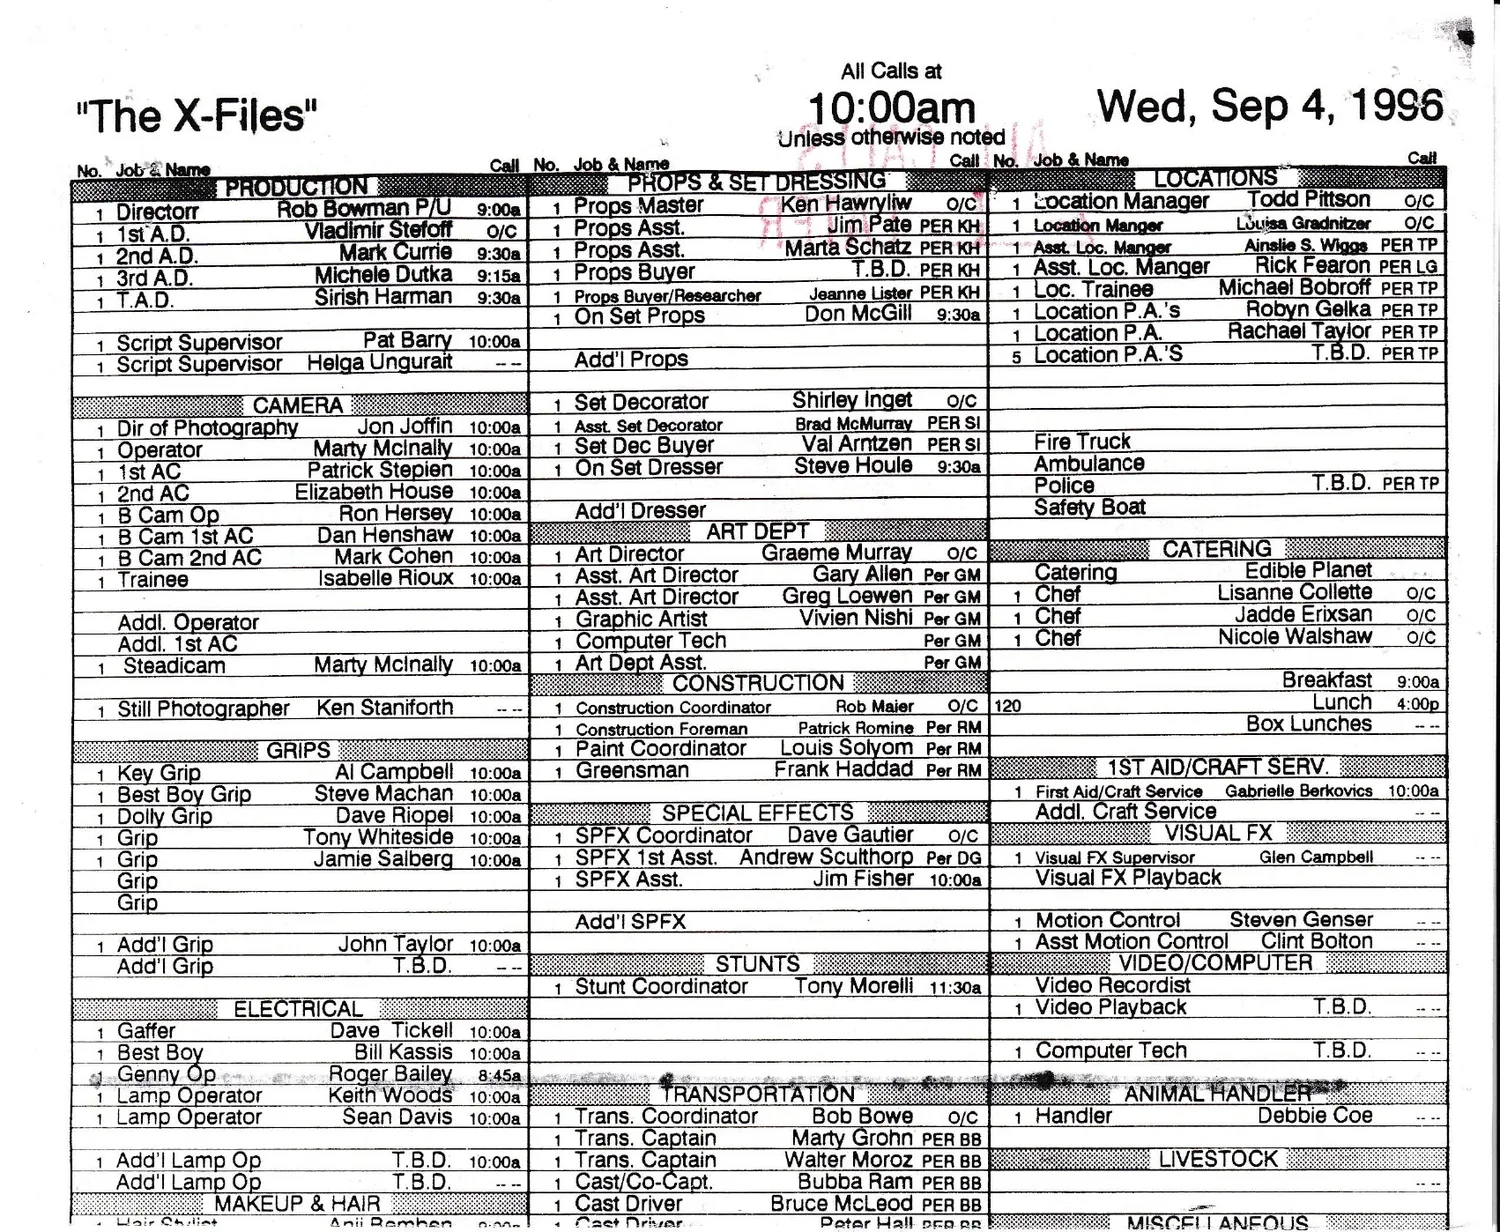 All Calls at
"The X-Files"
10:00am
Wed, Sep 4, 1996
Unless otherwise noted
No. Job & Name Call
PRODUCTION
1 Directorr Rob Bowman P/U 9:00a
1 1st A.D. Vladimir Stefoff O/C
1 2nd A.D. Mark Currie 9:30a
1 3rd A.D. Michele Dutka 9:15a
1 T.A.D. Sirish Harman 9:30a
1 Script Supervisor Pat Barry 10:00a
1 Script Supervisor Helga Ungurait - -
CAMERA
1 Dir of Photography Jon Joffin 10:00a
1 Operator Marty McInally 10:00a
1 1st AC Patrick Stepien 10:00a
1 2nd AC Elizabeth House 10:00a
1 B Cam Op Ron Hersey 10:00a
1 B Cam 1st AC Dan Henshaw 10:00a
1 B Cam 2nd AC Mark Cohen 10:00a
1 Trainee Isabelle Rioux 10:00a
Addl. Operator
Addl. 1st AC
1 Steadicam Marty McInally 10:00a
1 Still Photographer Ken Staniforth - -
GRIPS
1 Key Grip Al Campbell 10:00a
1 Best Boy Grip Steve Machan 10:00a
1 Dolly Grip Dave Riopel 10:00a
1 Grip Tony Whiteside 10:00a
1 Grip Jamie Salberg 10:00a
Grip
Grip
1 Add'l Grip John Taylor 10:00a
Add'l Grip T.B.D. - -
ELECTRICAL
1 Gaffer Dave Tickell 10:00a
1 Best Boy Bill Kassis 10:00a
1 Genny Op Roger Bailey 8:45a
1 Lamp Operator Keith Woods 10:00a
1 Lamp Operator Sean Davis 10:00a
1 Add'l Lamp Op T.B.D. 10:00a
Add'l Lamp Op T.B.D. - -
MAKEUP & HAIR
1 Hair Stylist
No. Job & Name Call
PROPS & SET DRESSING
1 Props Master Ken Hawryliw O/C
1 Props Asst. Jim Pate PER KH
1 Props Asst. Marta Schatz PER KH
1 Props Buyer T.B.D. PER KH
1 Props Buyer/Researcher Jeanne Lister PER KH
1 On Set Props Don McGill 9:30a
Add'l Props
1 Set Decorator Shirley Inget O/C
1 Asst. Set Decorator Brad McMurray PER SI
1 Set Dec Buyer Val Arntzen PER SI
1 On Set Dresser Steve Houle 9:30a
Add'l Dresser
ART DEPT
1 Art Director Graeme Murray O/C
1 Asst. Art Director Gary Allen Per GM
1 Asst. Art Director Greg Loewen Per GM
1 Graphic Artist Vivien Nishi Per GM
1 Computer Tech Per GM
1 Art Dept Asst. Per GM
CONSTRUCTION
1 Construction Coordinator Rob Maier O/C
1 Construction Foreman Patrick Romine Per RM
1 Paint Coordinator Louis Solyom Per RM
1 Greensman Frank Haddad Per RM
SPECIAL EFFECTS
1 SPFX Coordinator Dave Gautier O/C
1 SPFX 1st Asst. Andrew Sculthorp Per DG
1 SPFX Asst. Jim Fisher 10:00a
Add'l SPFX
STUNTS
1 Stunt Coordinator Tony Morelli 11:30a
TRANSPORTATION
1 Trans. Coordinator Bob Bowe O/C
1 Trans. Captain Marty Grohn PER BB
1 Trans. Captain Walter Moroz PER BB
1 Cast/Co-Capt. Bubba Ram PER BB
1 Cast Driver Bruce McLeod PER BB
1 Cast Driver Peter Hall PER BB
No. Job & Name Call
LOCATIONS
1 Location Manager Todd Pittson O/C
1 Location Manger Louisa Gradnitzer O/C
1 Asst. Loc. Manger Ainslie S. Wiggs PER TP
1 Asst. Loc. Manger Rick Fearon PER LG
1 Loc. Trainee Michael Bobroff PER TP
1 Location P.A.'s Robyn Gelka PER TP
1 Location P.A. Rachael Taylor PER TP
5 Location P.A.'S T.B.D. PER TP
Fire Truck
Ambulance
Police T.B.D. PER TP
Safety Boat
CATERING
Catering Edible Planet
1 Chef Lisanne Collette O/C
1 Chef Jadde Erixsan O/C
1 Chef Nicole Walshaw O/C
Breakfast 9:00a
120 Lunch 4:00p
Box Lunches - -
1ST AID/CRAFT SERV.
1 First Aid/Craft Service Gabrielle Berkovics 10:00a
Addl. Craft Service - -
VISUAL FX
1 Visual FX Supervisor Glen Campbell - -
Visual FX Playback
1 Motion Control Steven Genser - -
1 Asst Motion Control Clint Bolton - -
VIDEO/COMPUTER
Video Recordist
1 Video Playback T.B.D. - -
1 Computer Tech T.B.D. - -
ANIMAL HANDLER
1 Handler Debbie Coe - -
LIVESTOCK
- -
MISCELLANEOUS